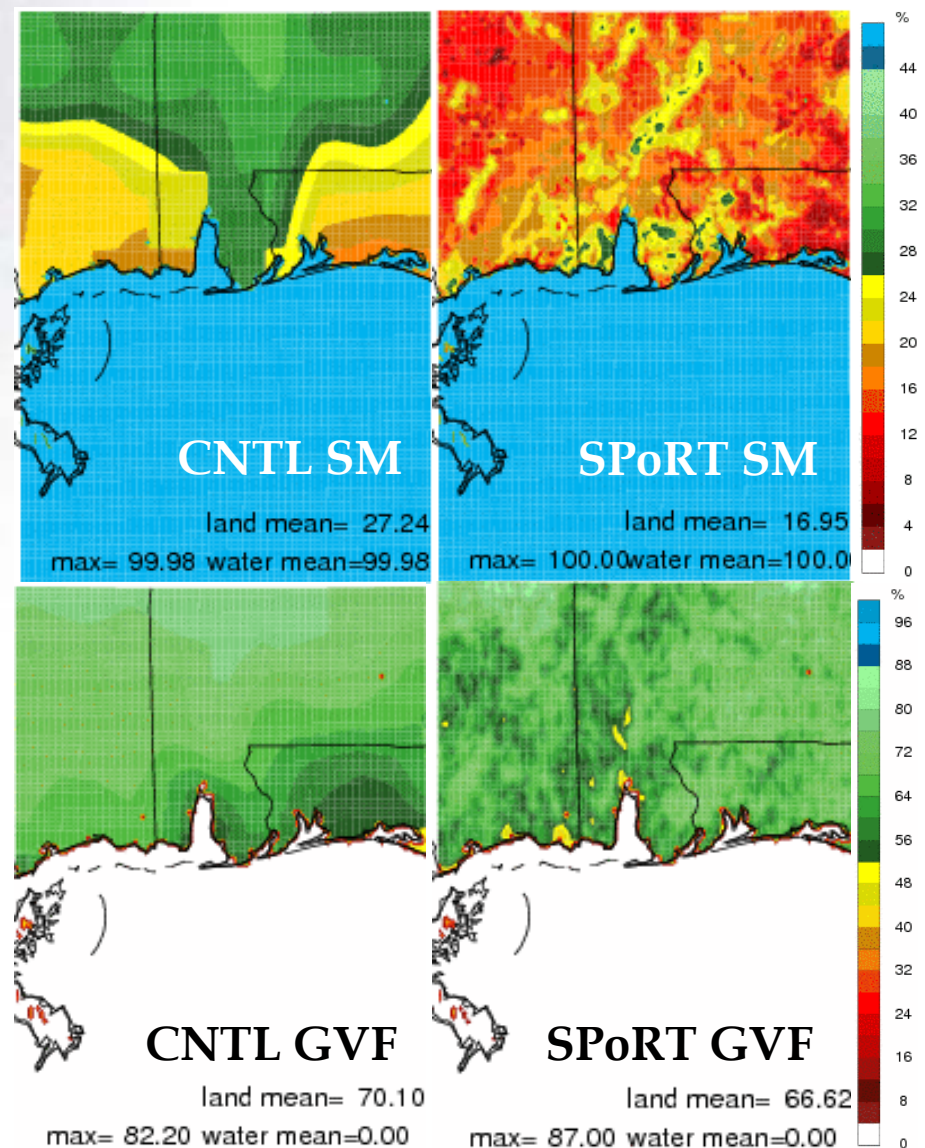 %
44
40
36
32
28
24
20
16
12
8
4
0
CNTL SM
land mean= 27.24
max= 99.98 water mean=99.98
SPoRT SM
land mean= 16.95
max= 100.00water mean=100.0
%
96
88
80
72
64
56
48
40
32
24
16
8
0
CNTL GVF
land mean= 70.10
max= 82.20 water mean=0.00
SPoRT GVF
land mean= 66.62
max= 87.00 water mean=0.00